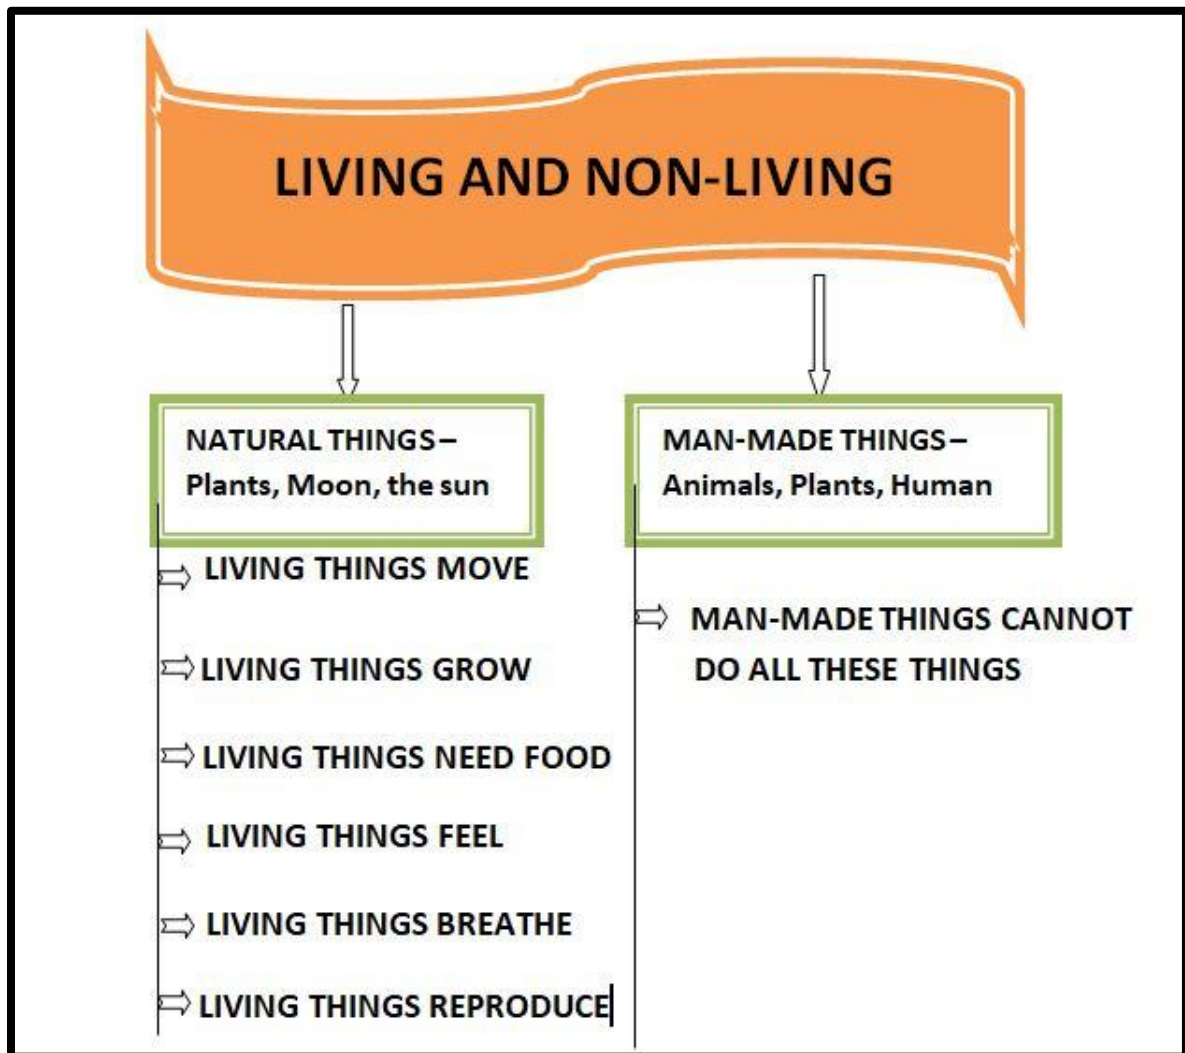 LIVING AND NON-LIVING
NATURAL THINGS –
Plants, Moon, the sun
LIVING THINGS MOVE
LIVING THINGS GROW
LIVING THINGS NEED FOOD
LIVING THINGS FEEL
LIVING THINGS BREATHE
LIVING THINGS REPRODUCE
MAN-MADE THINGS –
Animals, Plants, Human
MAN-MADE THINGS CANNOT
DO ALL THESE THINGS